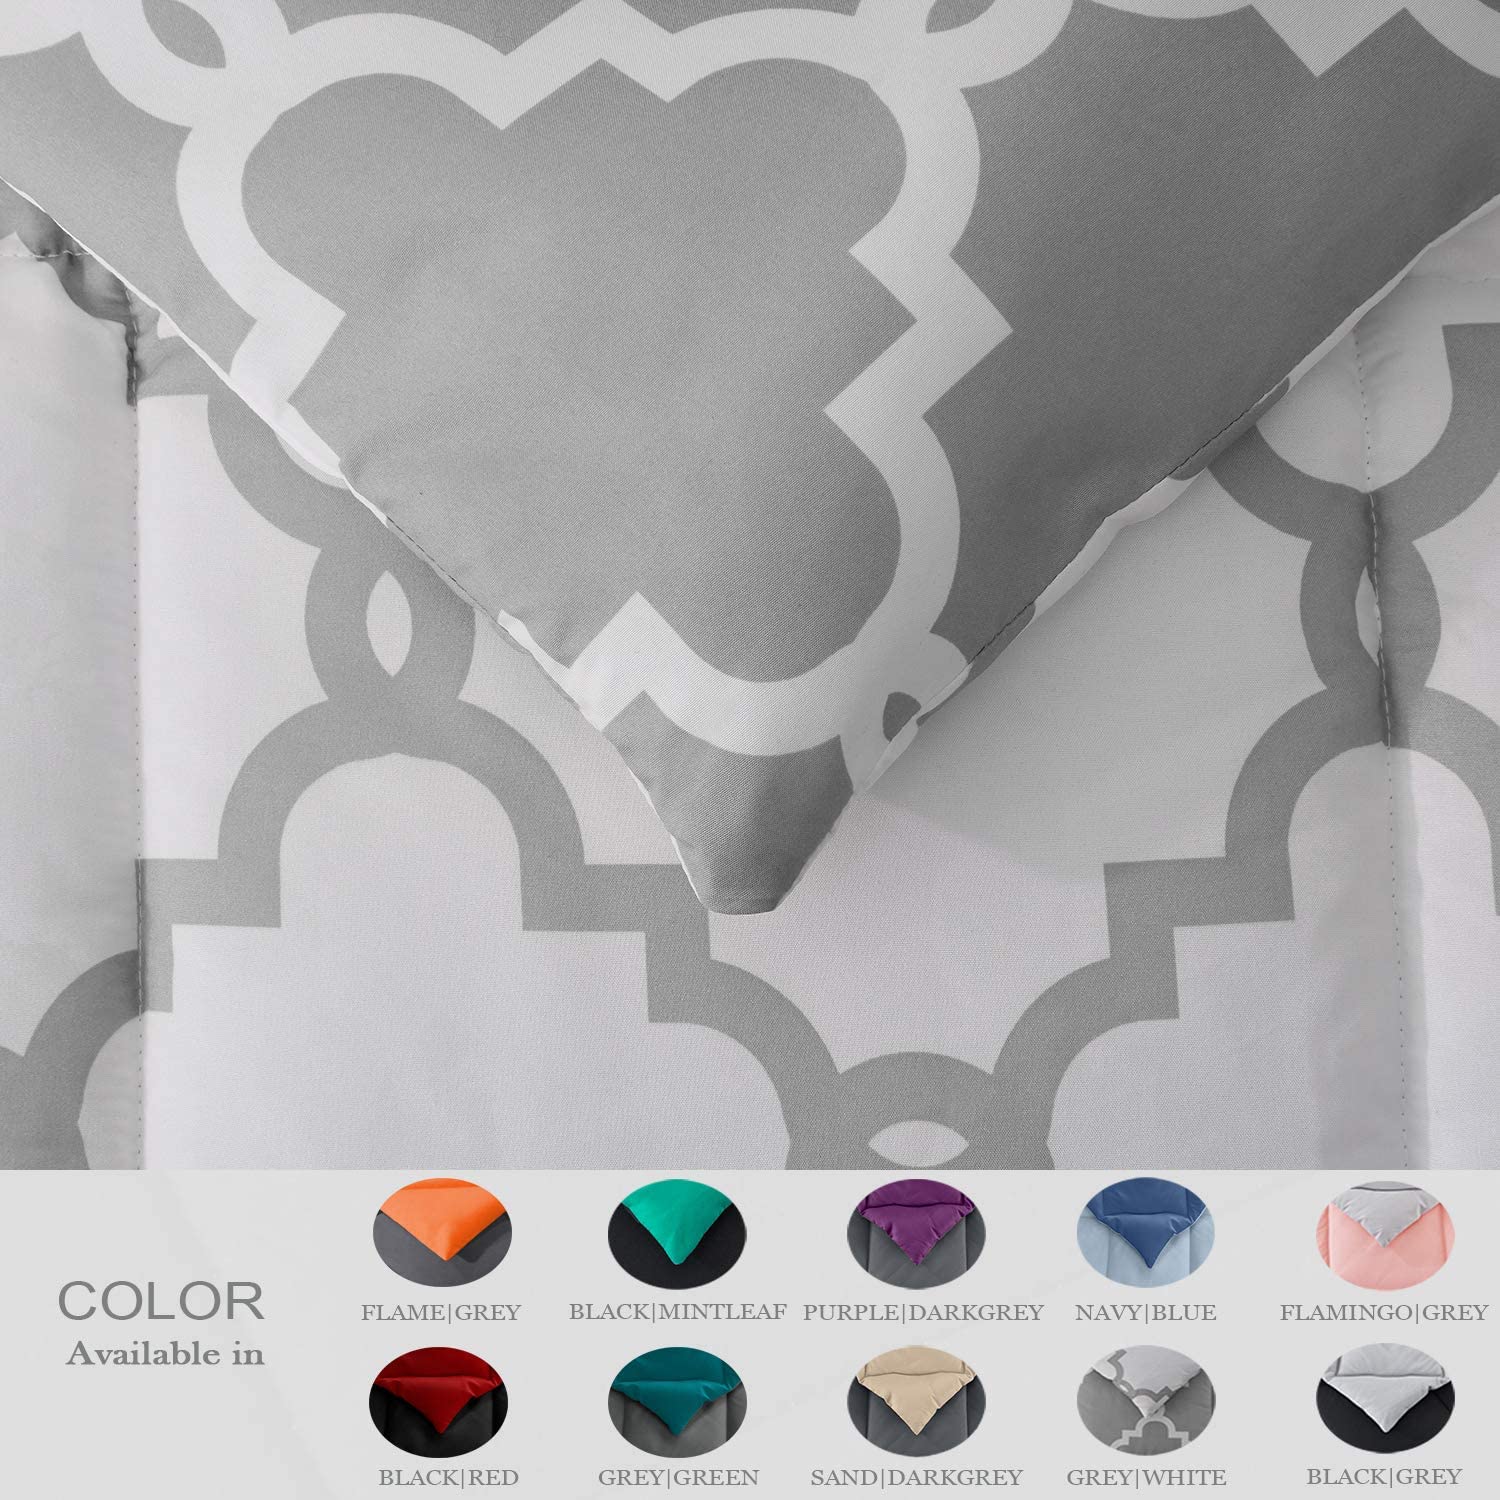 COLOR
Available in
FLAME|GREY
BLACK|MINTLEAF
PURPLE|DARKGREY
NAVY|BLUE
FLAMINGO|GREY
BLACK|RED
GREY|GREEN
SAND|DARKGREY
GREY|WHITE
BLACK|GREY